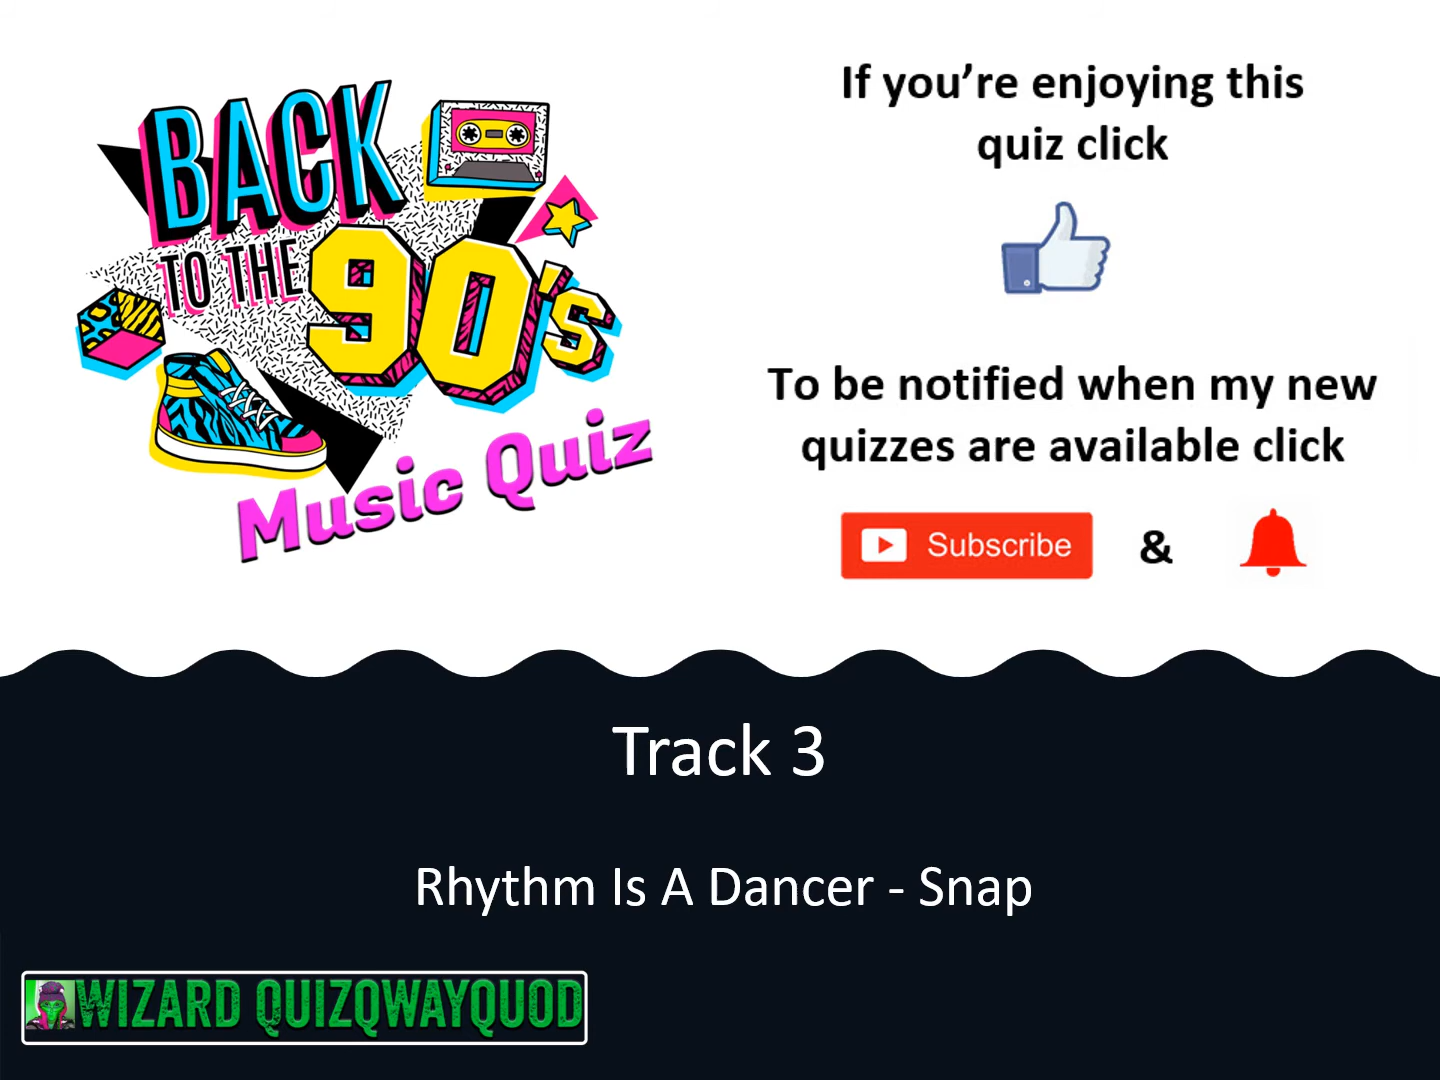 BACK
TO THE
90's
Music Quiz
If you're enjoying this
quiz click
To be notified when my new
quizzes are available click
Subscribe
&
Track 3
Rhythm Is A Dancer - Snap
WIZARD QUIZQWAYQUOD